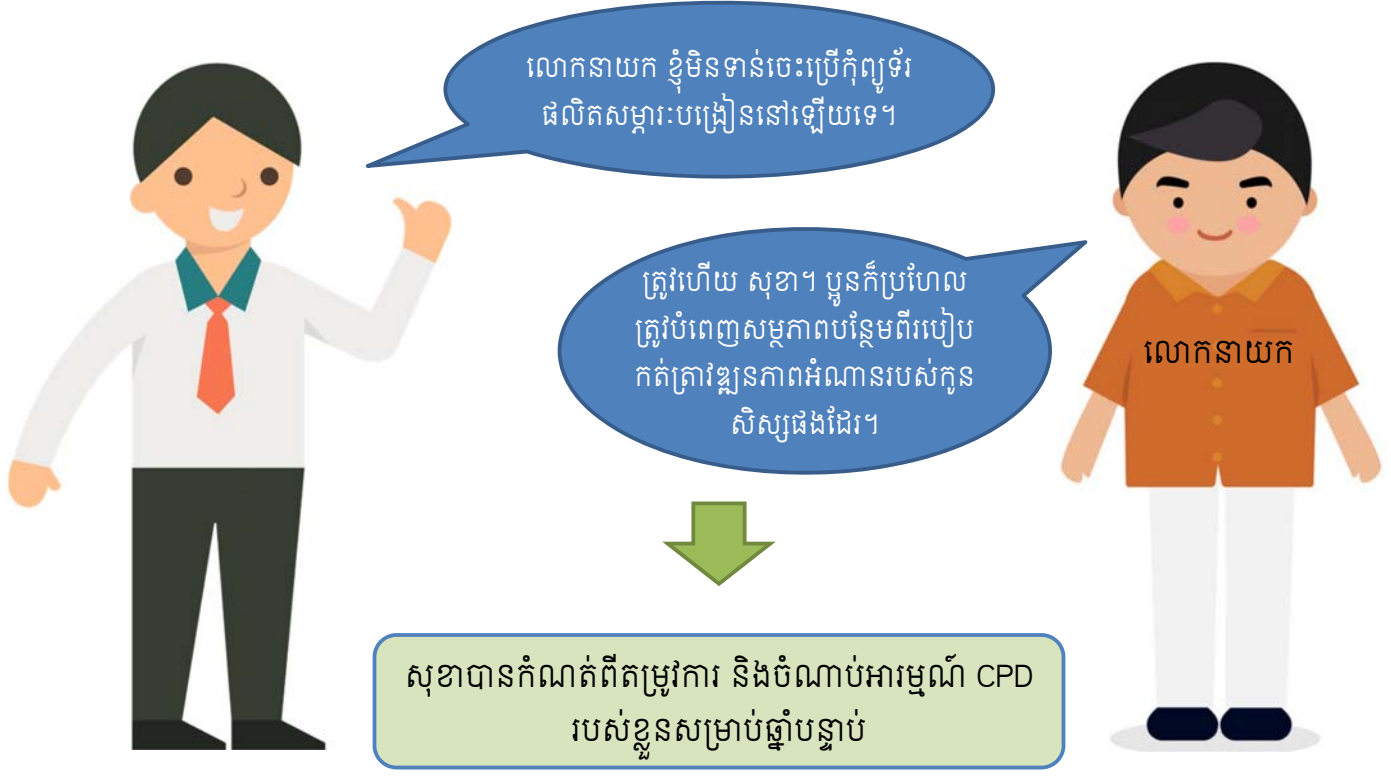 លោកនាយក ខ្ញុំមិនទាន់ចេះប្រើកុំព្យូទ័រ
ផលិតសម្ភារៈបង្រៀននៅឡើយទេ។
ត្រូវហើយ សុខា។ ប្អូនក៏ប្រហែល
ត្រូវបំពេញសម្ថភាពបន្ថែមពីរបៀប
កត់ត្រាវឌ្ឍនភាពអំណានរបស់កូន
សិស្សផងដែរ។
លោកនាយក
សុខាបានកំណត់ពីតម្រូវការ និងចំណាប់អារម្មណ៍ CPD
របស់ខ្លួនសម្រាប់ឆ្នាំបន្ទាប់